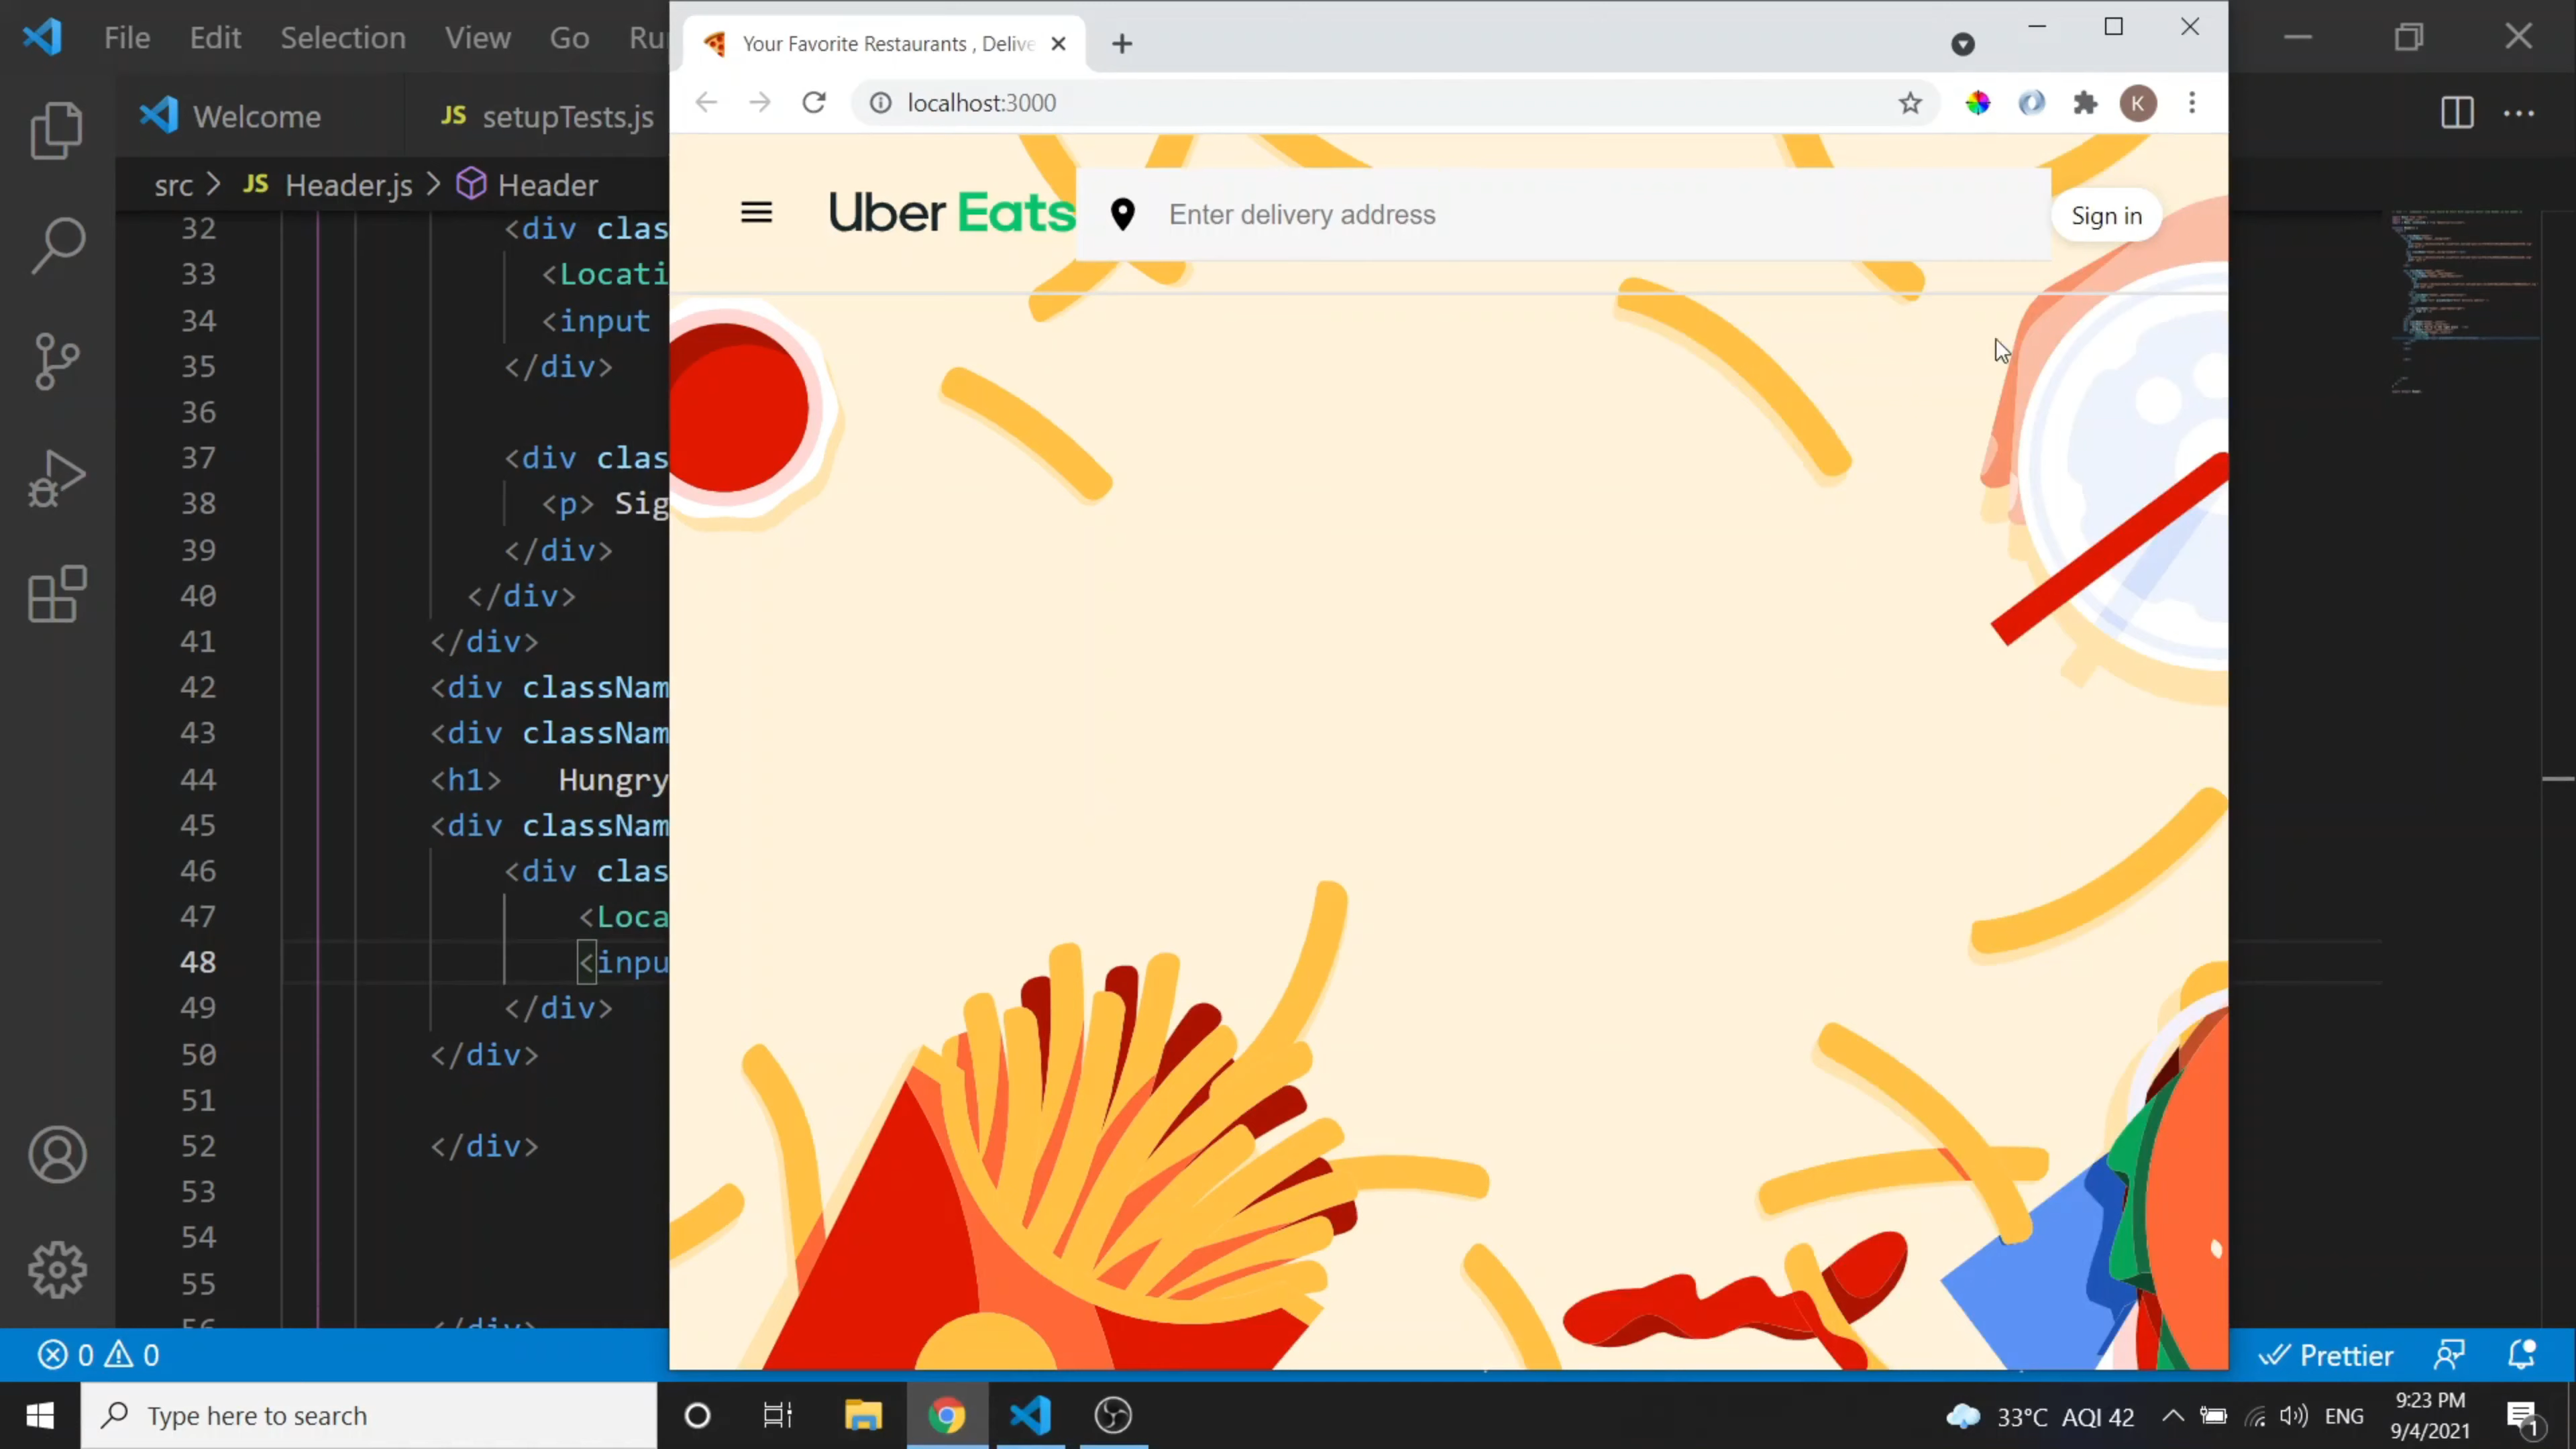 File Edit Selection View Go Ru
Your Favorite Restaurants , Delive
localhost:3000
K
Welcome
JS setupTests.js
src > JS Header.js > Header
Uber Eats
Enter delivery address
Sign in
32 <div clas
33 <Locati
34 <input
35 </div>
36
37 <div clas
38 <p> Sig
39 </div>
40 </div>
41 </div>
42 <div classNam
43 <div classNam
44 <h1> Hungry
45 <div classNam
46 <div clas
47 <Loca
48 <inpu
49 </div>
50 </div>
51
52 </div>
53
54
55
56 </div>
0 0
Prettier
Type here to search
33°C AQI 42
ENG
9:23 PM
9/4/2021
1